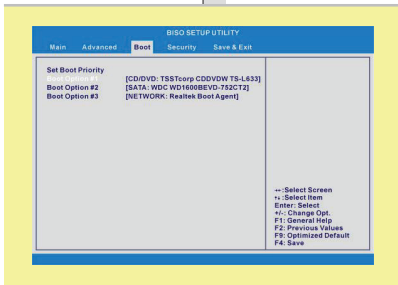 BISO SETUP UTILITY
Main Advanced Boot Security Save & Exit
Set Boot Priority
Boot Option #1 [CD/DVD: TSSTcorp CDDVDW TS-L633]
Boot Option #2 [SATA: WDC WD1600BEVD-752CT2]
Boot Option #3 [NETWORK: Realtek Boot Agent]
↔ :Select Screen
↑↓ :Select Item
Enter: Select
+/-: Change Opt.
F1: General Help
F2: Previous Values
F9: Optimized Default
F4: Save